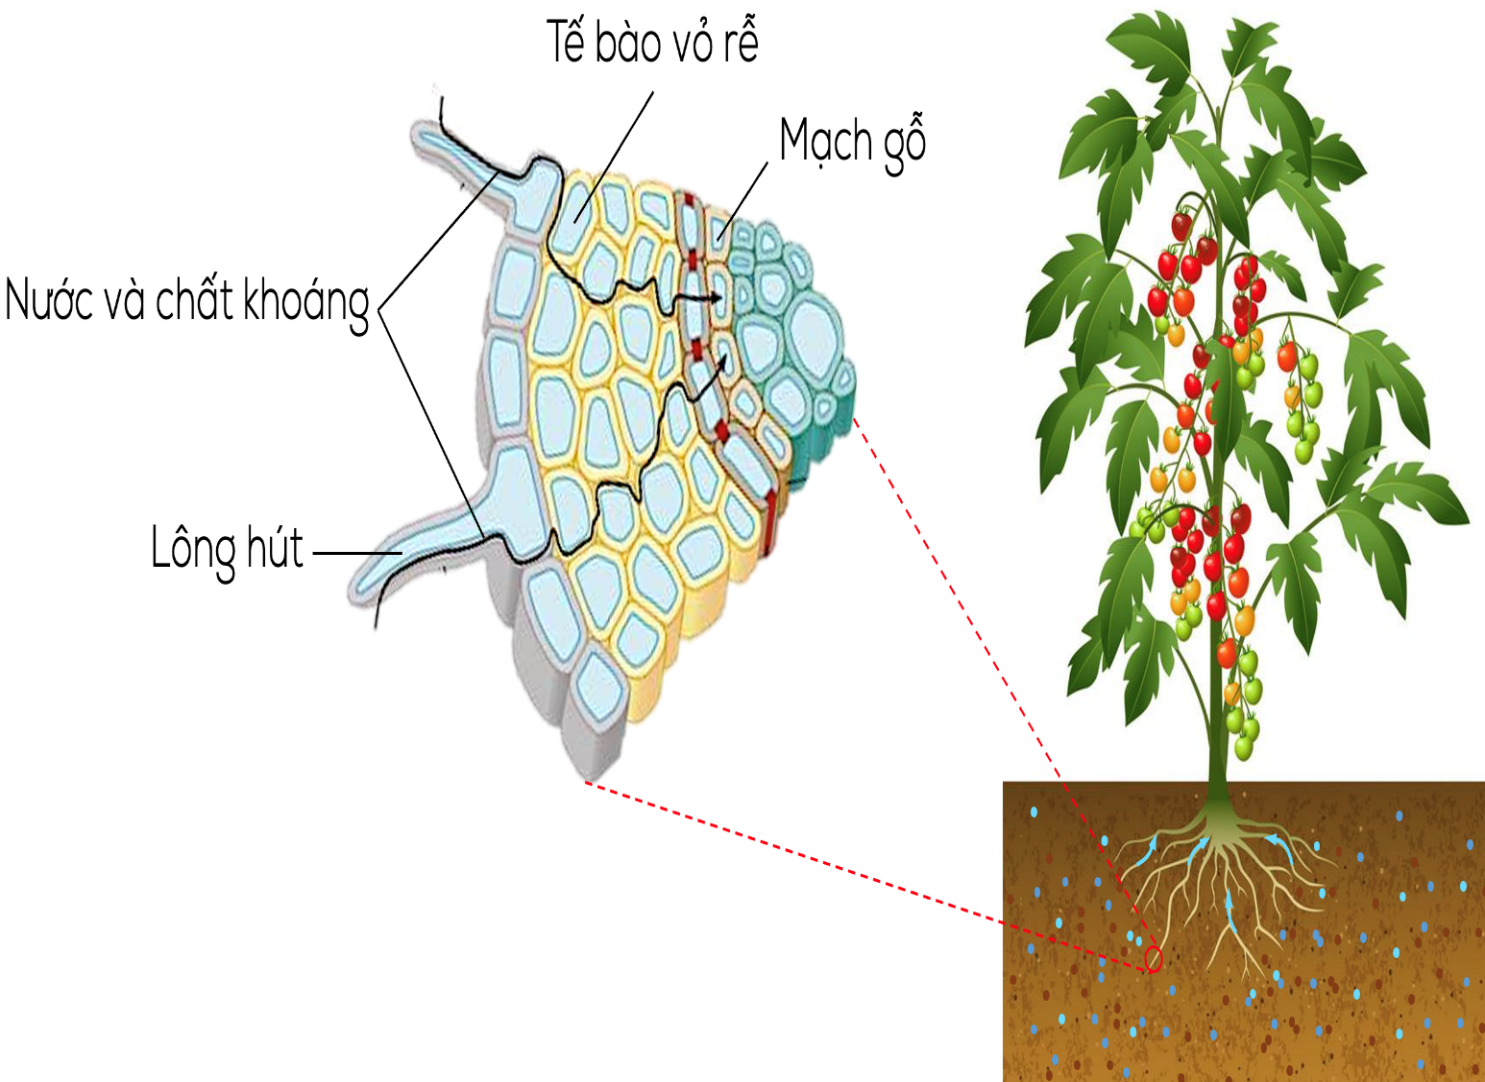 Tế bào vỏ rễ
Mạch gỗ
Nước và chất khoáng
Lông hút